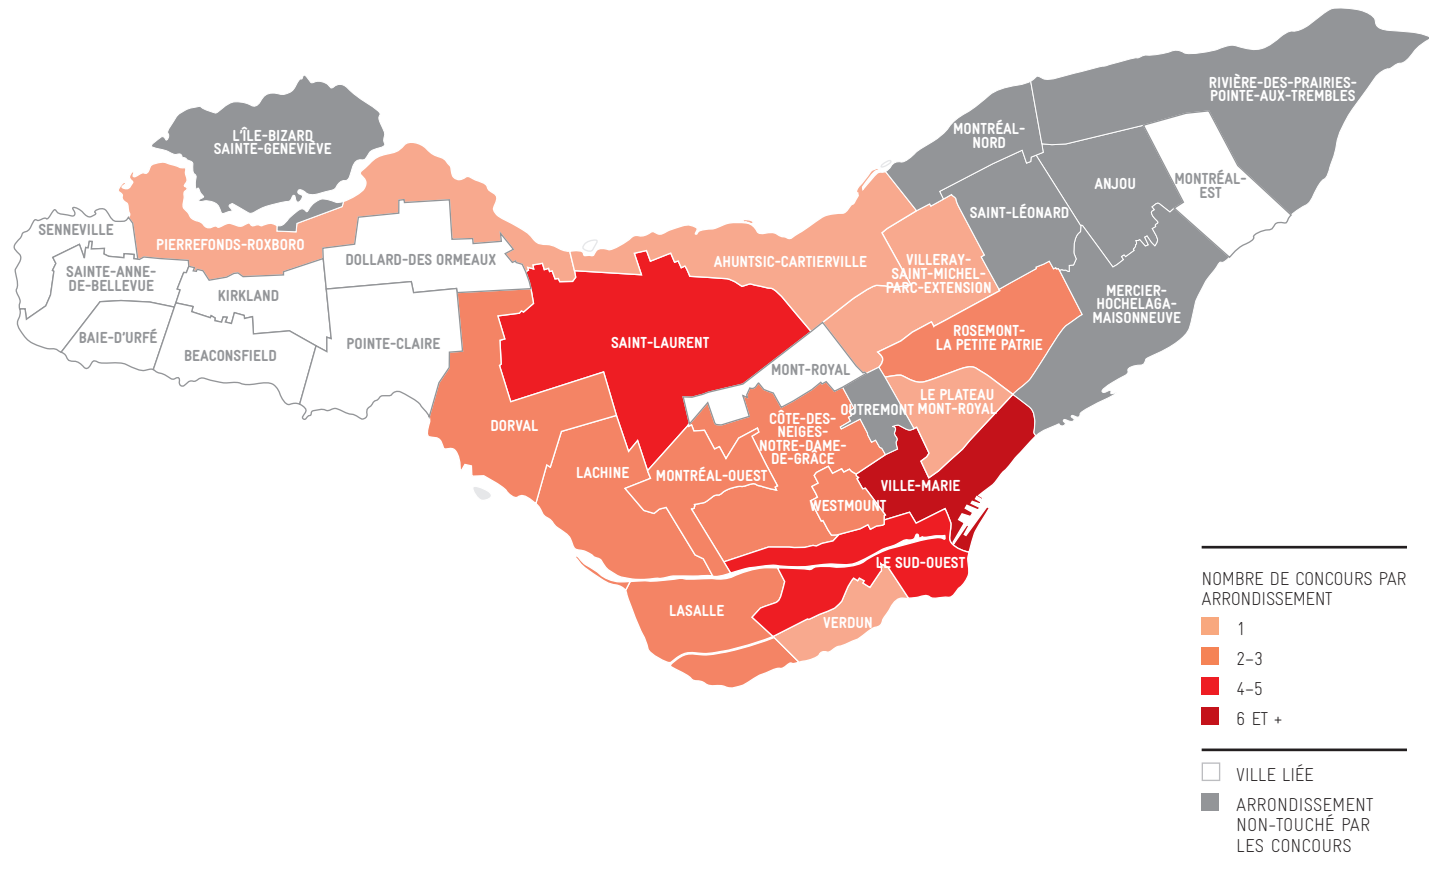 RIVIÈRE-DES-PRAIRIES-
POINTE-AUX-TREMBLES
L'ÎLE-BIZARD
SAINTE-GENEVIÈVE
MONTRÉAL-
NORD
ANJOU
MONTRÉAL-
EST
SAINT-LÉONARD
SENNEVILLE
PIERREFONDS-ROXBORO
DOLLARD-DES ORMEAUX
AHUNTSIC-CARTIERVILLE
VILLERAY-
SAINT-MICHEL-
PARC-EXTENSION
SAINTE-ANNE-
DE-BELLEVUE
KIRKLAND
MERCIER-
HOCHELAGA-
MAISONNEUVE
BAIE-D'URFÉ
BEACONSFIELD
POINTE-CLAIRE
SAINT-LAURENT
ROSEMONT-
LA PETITE PATRIE
MONT-ROYAL
OUTREMONT
LE PLATEAU
MONT-ROYAL
DORVAL
CÔTE-DES-
NEIGES-
NOTRE-DAME-
DE-GRÂCE
LACHINE
MONTRÉAL-OUEST
VILLE-MARIE
WESTMOUNT
LE SUD-OUEST
LASALLE
VERDUN
NOMBRE DE CONCOURS PAR
ARRONDISSEMENT
1
2-3
4-5
6 ET +
VILLE LIÉE
ARRONDISSEMENT
NON-TOUCHÉ PAR
LES CONCOURS